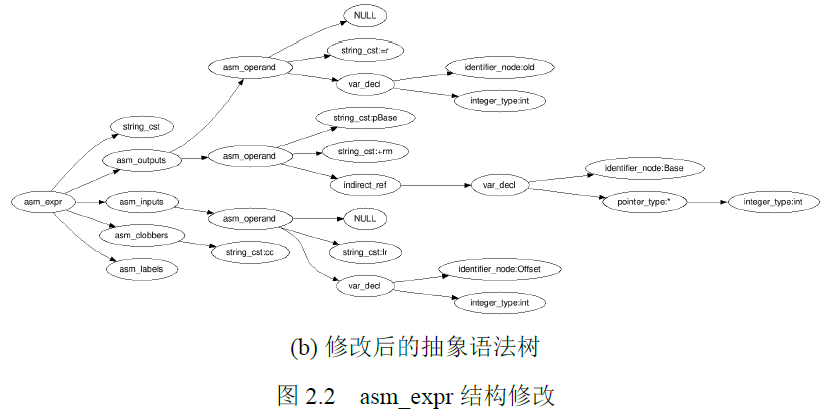 NULL
string_cst:=r
asm_operand
var_decl
identifier_node:old
integer_type:int
string_cst:pBase
string_cst
asm_outputs
asm_operand
string_cst:+rm
indirect_ref
var_decl
identifier_node:Base
pointer_type:*
integer_type:int
asm_expr
asm_inputs
asm_operand
NULL
asm_clobbers
string_cst:cc
string_cst:Ir
asm_labels
var_decl
identifier_node:Offset
integer_type:int
(b) 修改后的抽象语法树
图 2.2 asm_expr 结构修改